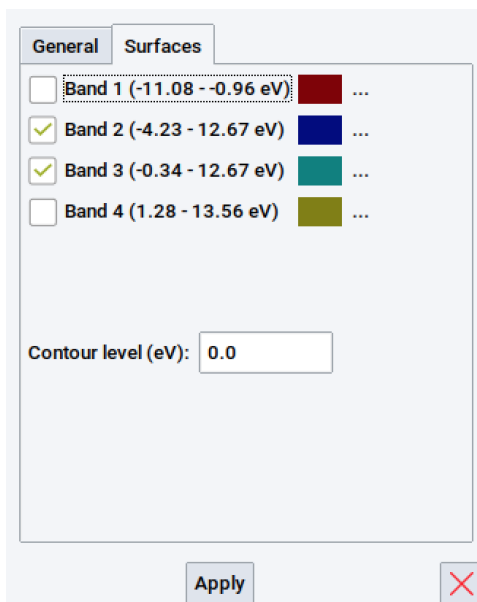 General Surfaces
Band 1 (-11.08 - -0.96 eV) ...
Band 2 (-4.23 - 12.67 eV) ...
Band 3 (-0.34 - 12.67 eV) ...
Band 4 (1.28 - 13.56 eV) ...
Contour level (eV): 0.0
Apply